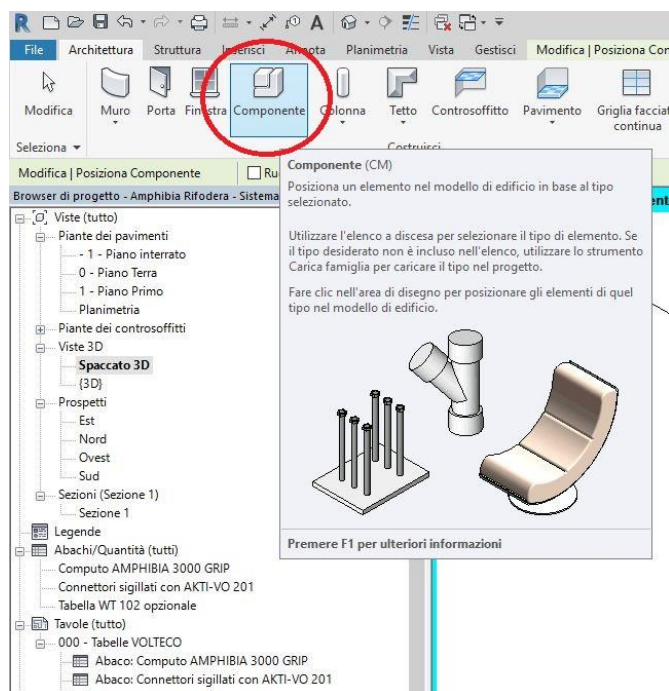 File Architettura Struttura Inserisci Annota Planimetria Vista Gestisci Modifica | Posiziona Con
Modifica Muro Porta Finestra Componente Colonna Tetto Controsoffitto Pavimento Griglia facciat
continua
Seleziona Costruisci
Modifica | Posiziona Componente
Browser di progetto - Amphibia Rifodera - Sistema
Componente (CM)
Posiziona un elemento nel modello di edificio in base al tipo
selezionato.
Utilizzare l'elenco a discesa per selezionare il tipo di elemento. Se
il tipo desiderato non è incluso nell'elenco, utilizzare lo strumento
Carica famiglia per caricare il tipo nel progetto.
Fare clic nell'area di disegno per posizionare gli elementi di quel
tipo nel modello di edificio.
Premere F1 per ulteriori informazioni
Viste (tutto)
Piante dei pavimenti
- 1 - Piano interrato
0 - Piano Terra
1 - Piano Primo
Planimetria
Piante dei controsoffitti
Viste 3D
Spaccato 3D
{3D}
Prospetti
Est
Nord
Ovest
Sud
Sezioni (Sezione 1)
Sezione 1
Legende
Abachi/Quantità (tutti)
Computo AMPHIBIA 3000 GRIP
Connettori sigillati con AKTI-VO 201
Tabella WT 102 opzionale
Tavole (tutto)
000 - Tabelle VOLTECO
Abaco: Computo AMPHIBIA 3000 GRIP
Abaco: Connettori sigillati con AKTI-VO 201